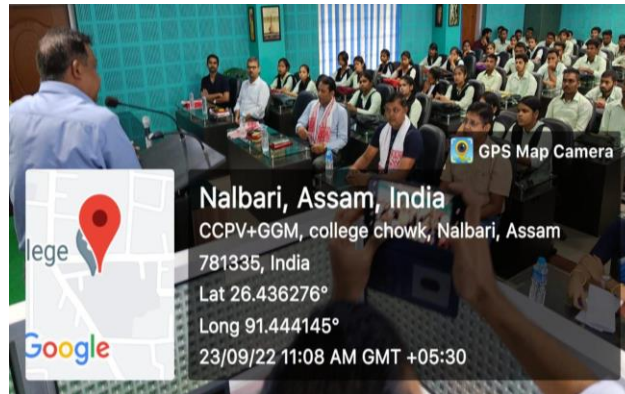 GPS Map Camera
Nalbari, Assam, India
CCPV+GGM, college chowk, Nalbari, Assam
781335, India
Lat 26.436276°
Long 91.444145°
23/09/22 11:08 AM GMT +05:30
lege
Google